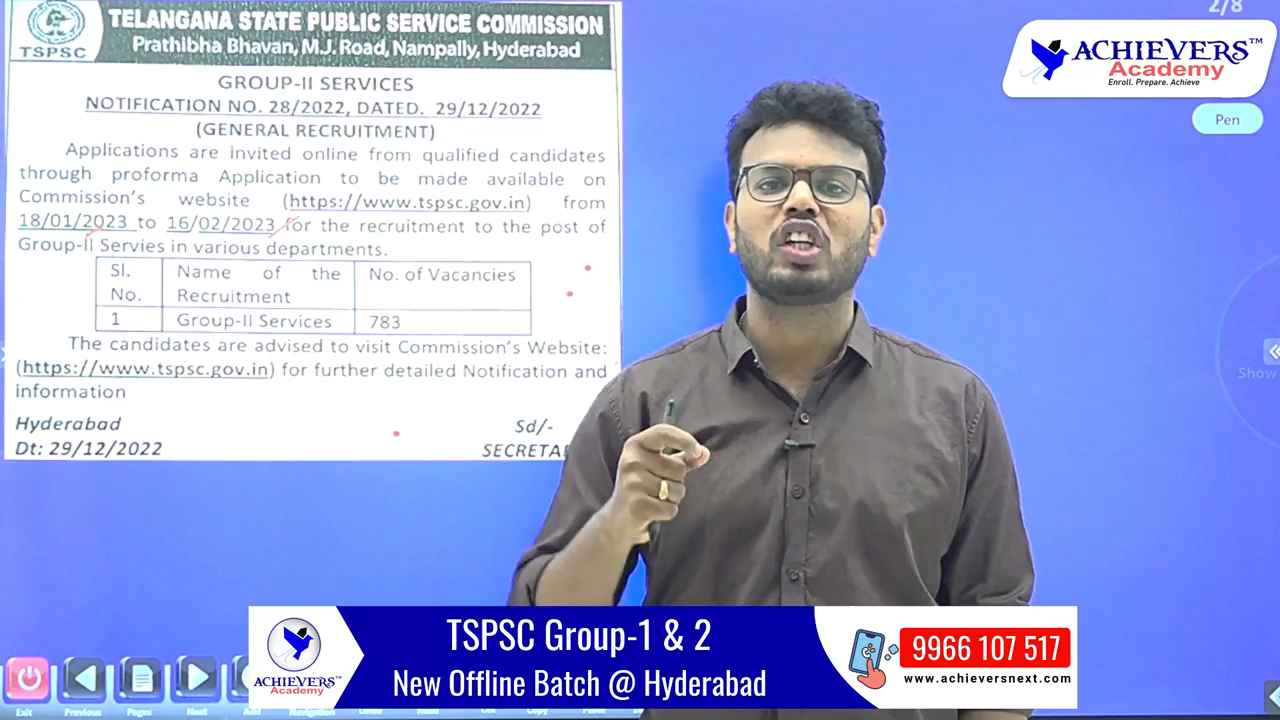 TELANGANA STATE PUBLIC SERVICE COMMISSION
Prathibha Bhavan, M.J. Road, Nampally, Hyderabad
TSPSC
GROUP-II SERVICES
NOTIFICATION NO. 28/2022, DATED. 29/12/2022
(GENERAL RECRUITMENT)
Applications are invited online from qualified candidates
through proforma Application to be made available on
Commission's website (https://www.tspsc.gov.in) from
18/01/2023 to 16/02/2023 for the recruitment to the post of
Group-II Servies in various departments.
Sl. No.
Name of the Recruitment
No. of Vacancies
1
Group-II Services
783
The candidates are advised to visit Commission's Website:
(https://www.tspsc.gov.in) for further detailed Notification and
information
Hyderabad
Dt: 29/12/2022
Sd/-
2/8
ACHIEVERS™
Academy
Enroll. Prepare. Achieve
Pen
Show
ACHIEVERS
Academy
TSPSC Group-1 & 2
New Offline Batch @ Hyderabad
9966 107 517
www.achieversnext.com
Exit
Previous
Pages
Next